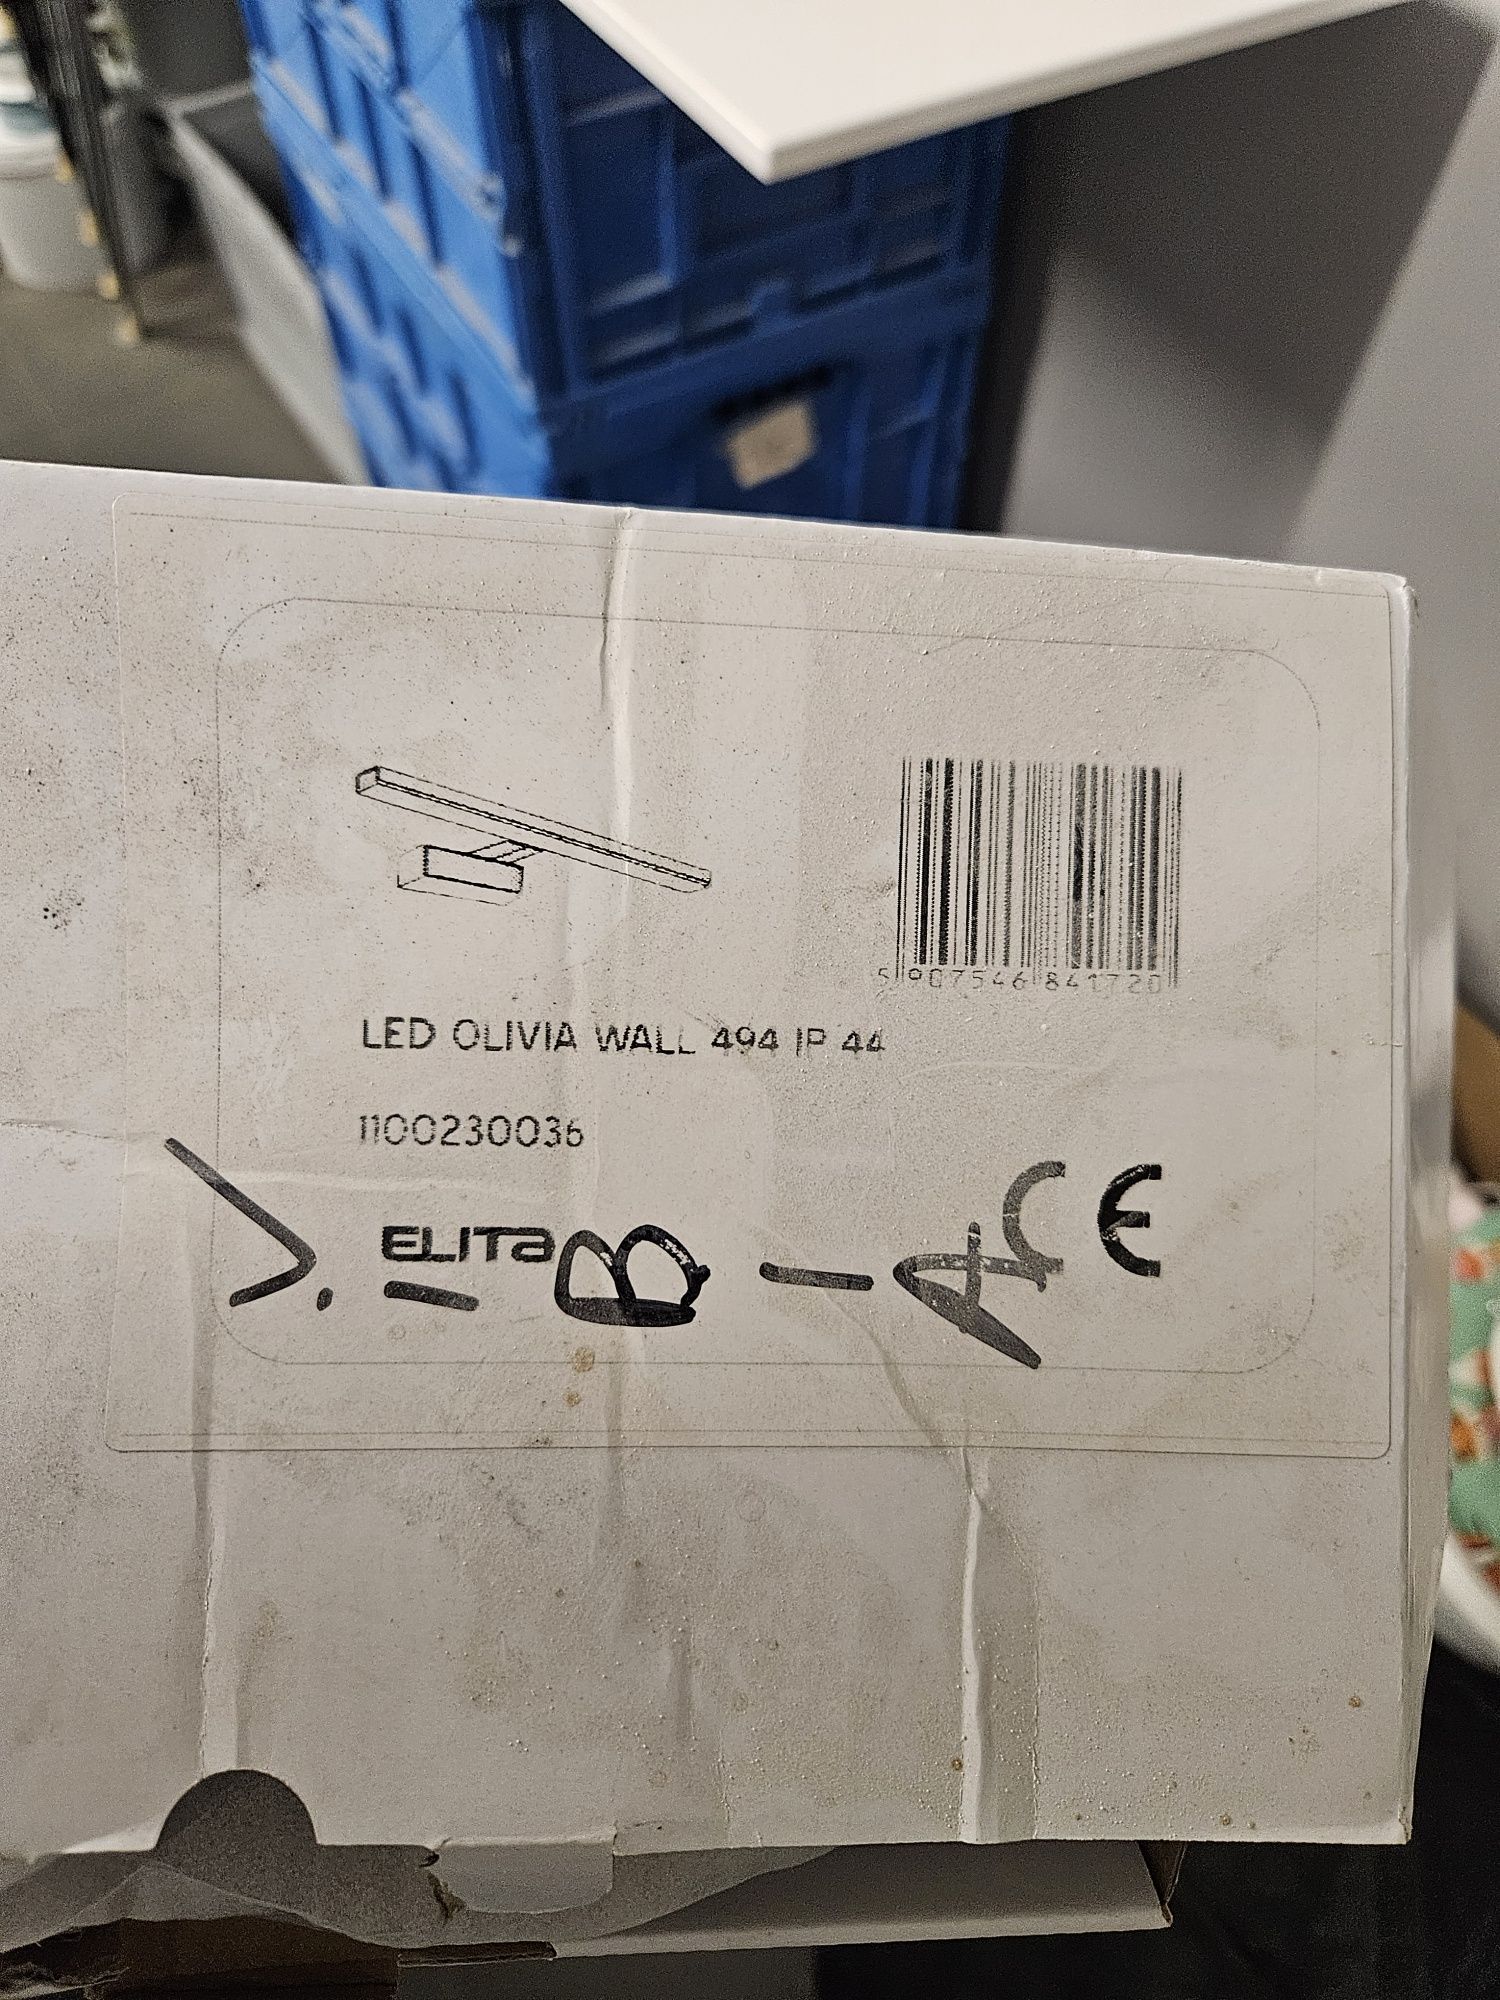 5 907546 841720
LED OLIVIA WALL 494 IP 44
1100230036
ELITa
CE